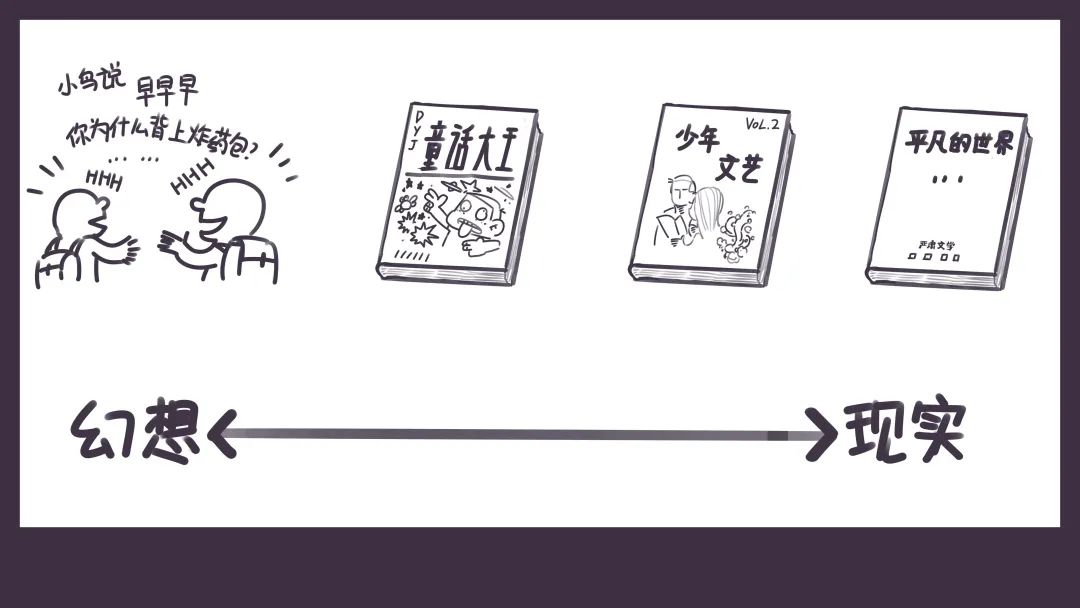 小鸟说 早早早
你为什么背上炸药包?
... ...
HHH
HHH
DYJ
童话大王
VOL.2
少年
文艺
平凡的世界
严肃文学
幻想
现实